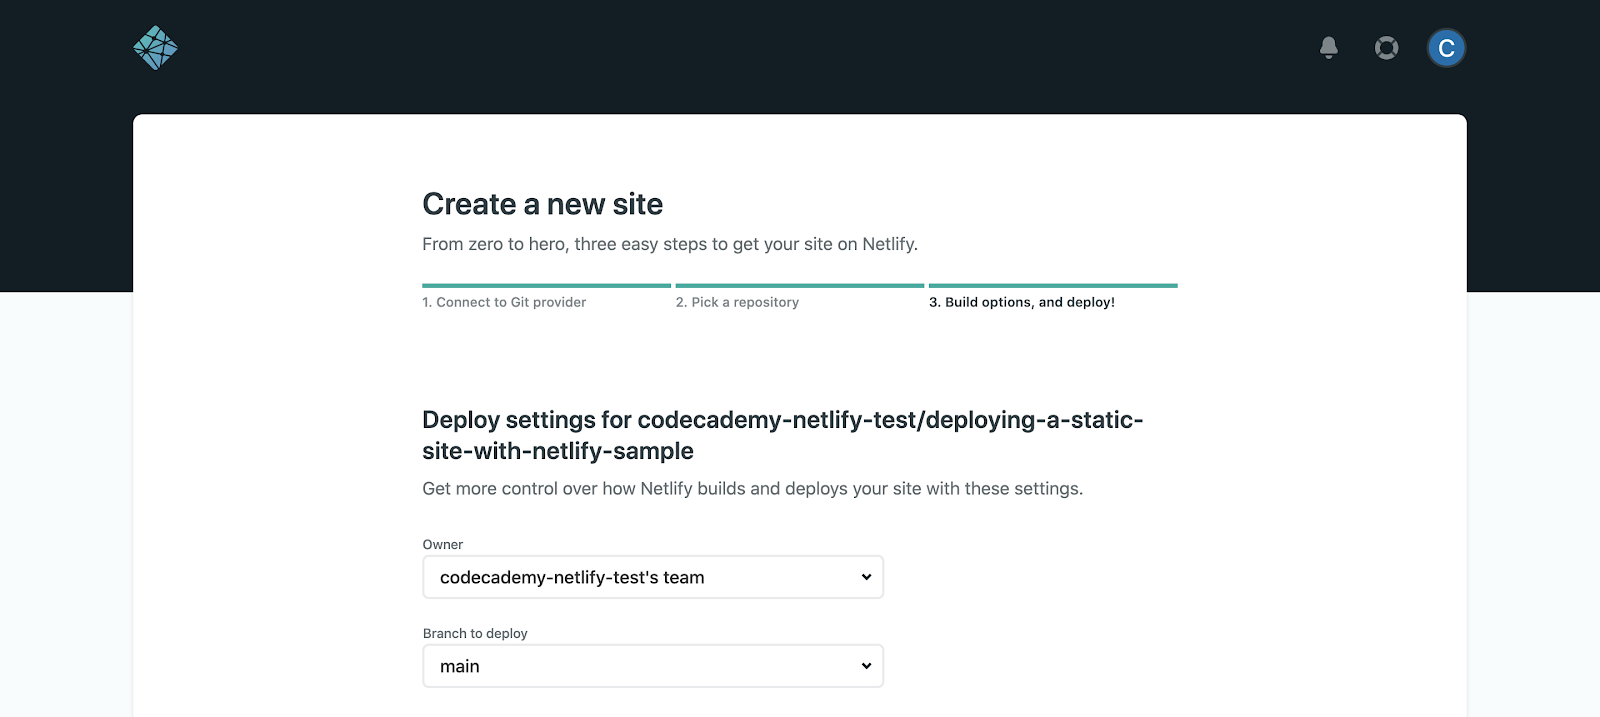 C
Create a new site
From zero to hero, three easy steps to get your site on Netlify.
1. Connect to Git provider
2. Pick a repository
3. Build options, and deploy!
Deploy settings for codecademy-netlify-test/deploying-a-static-
site-with-netlify-sample
Get more control over how Netlify builds and deploys your site with these settings.
Owner
codecademy-netlify-test's team
Branch to deploy
main